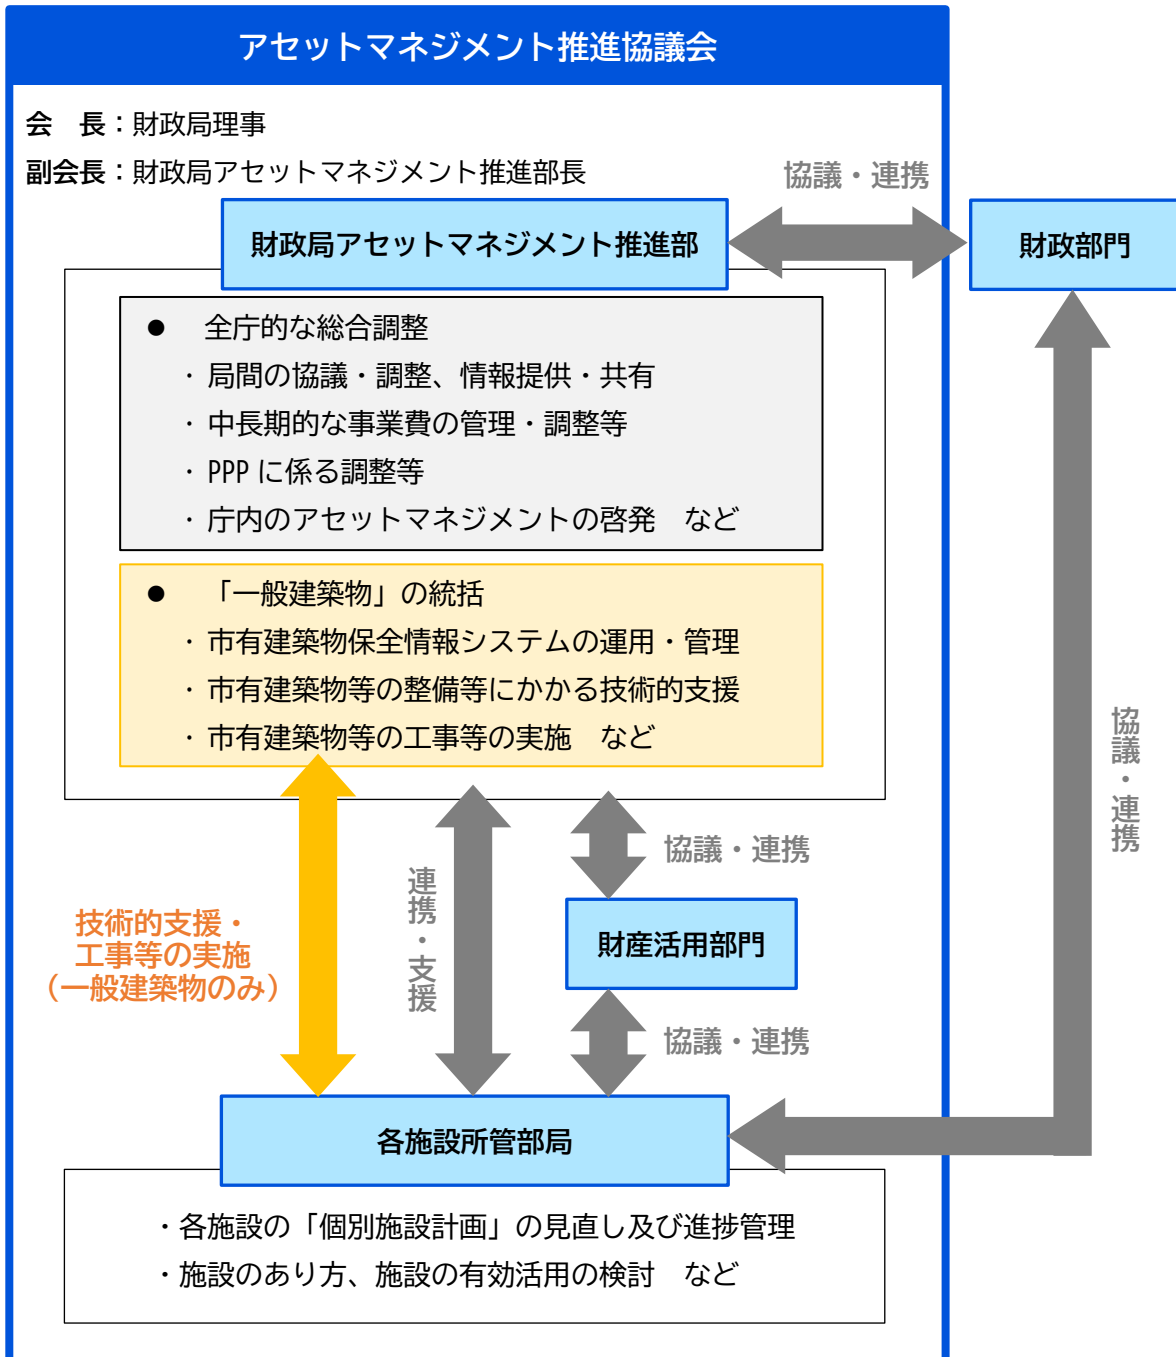 アセットマネジメント推進協議会
会　長：財政局理事
副会長：財政局アセットマネジメント推進部長
協議・連携
財政局アセットマネジメント推進部
財政部門
●　全庁的な総合調整
・局間の協議・調整、情報提供・共有
・中長期的な事業費の管理・調整等
・PPP に係る調整等
・庁内のアセットマネジメントの啓発　など
●　「一般建築物」の統括
・市有建築物保全情報システムの運用・管理
・市有建築物等の整備等にかかる技術的支援
・市有建築物等の工事等の実施　など
協議・連携
協議・連携
技術的支援・
工事等の実施
（一般建築物のみ）
連携・支援
財産活用部門
協議・連携
各施設所管部局
・各施設の「個別施設計画」の見直し及び進捗管理
・施設のあり方、施設の有効活用の検討　など